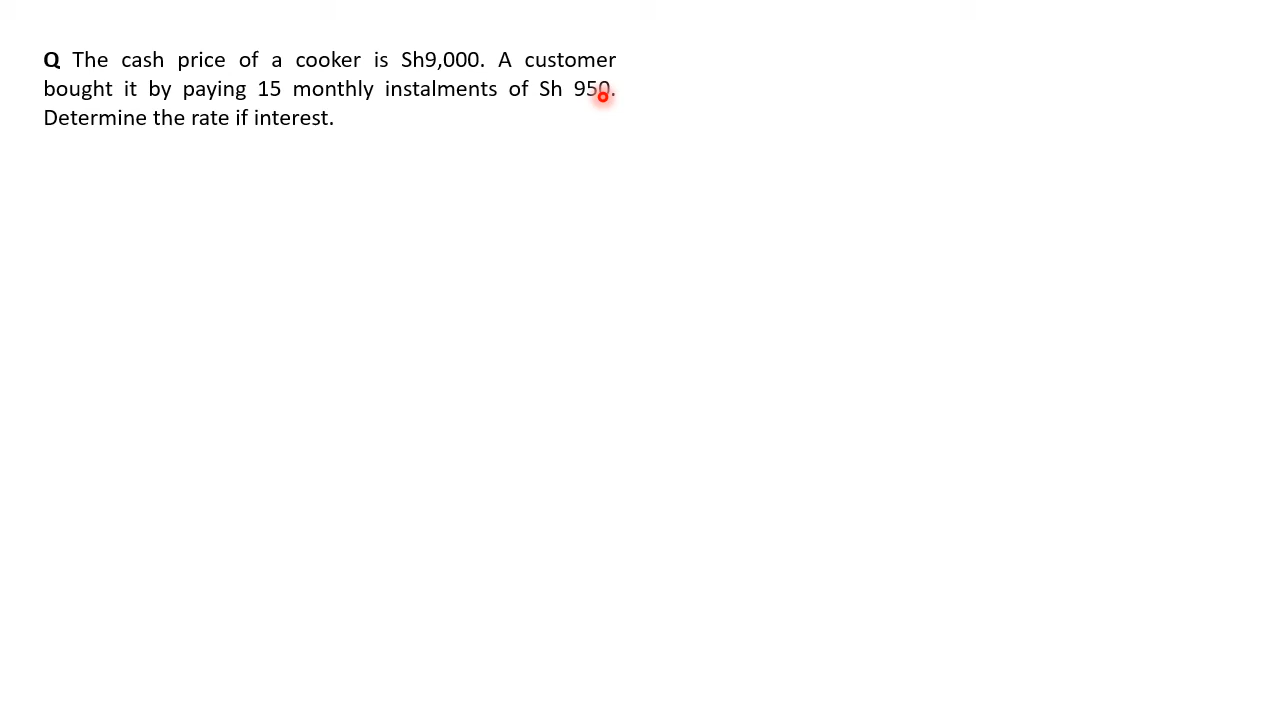 Q The cash price of a cooker is Sh9,000. A customer
bought it by paying 15 monthly instalments of Sh 950.
Determine the rate if interest.